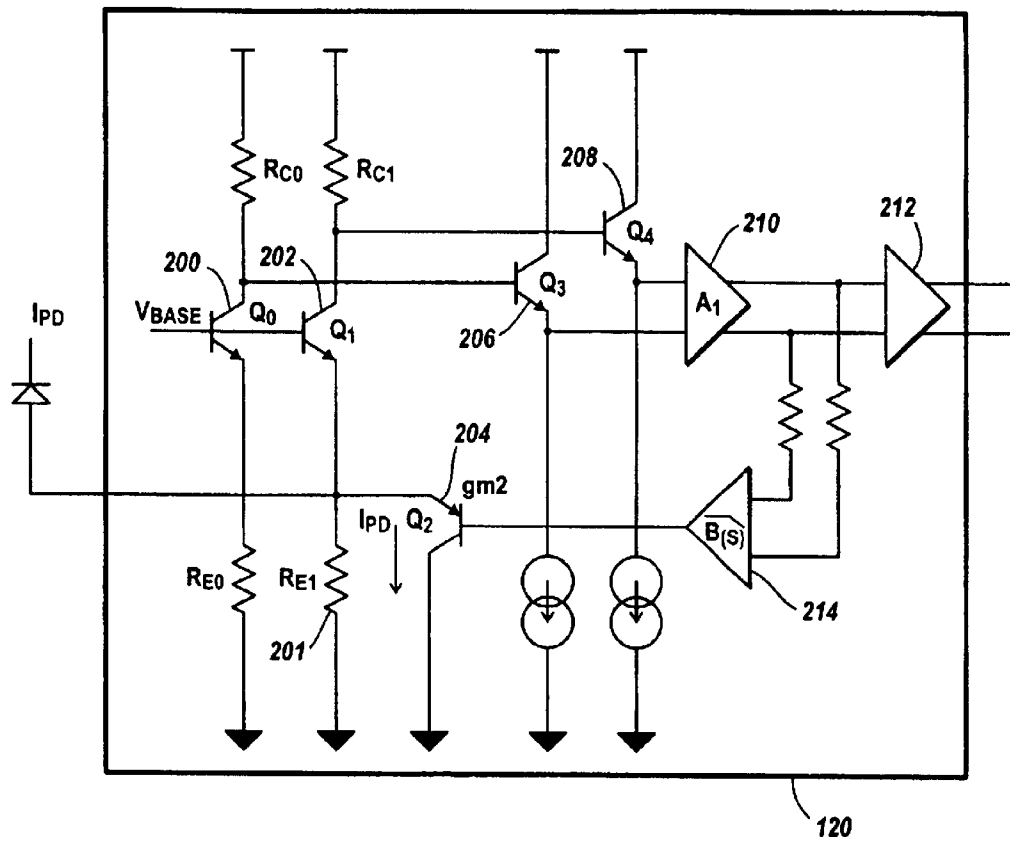 RC0
RC1
208
212
210
200
202
Q4
IPD
VBASE
Q0
Q1
Q3
A1
206
204
gm2
IPD
Q2
B(S)
RE0
RE1
214
201
120